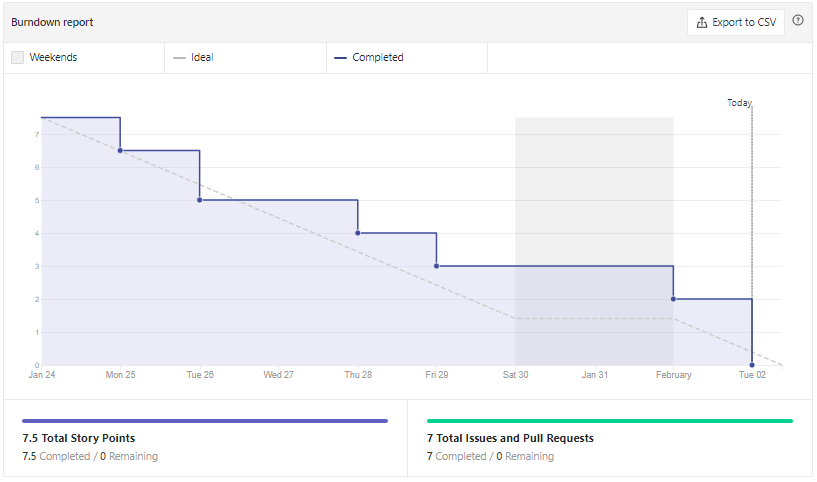 Burndown report
Export to CSV
Weekends
Ideal
Completed
Today
7
6
5
4
3
2
1
0
Jan 24 Mon 25 Tue 26 Wed 27 Thu 28 Fri 29 Sat 30 Jan 31 February Tue 02
7.5 Total Story Points
7.5 Completed / 0 Remaining
7 Total Issues and Pull Requests
7 Completed / 0 Remaining